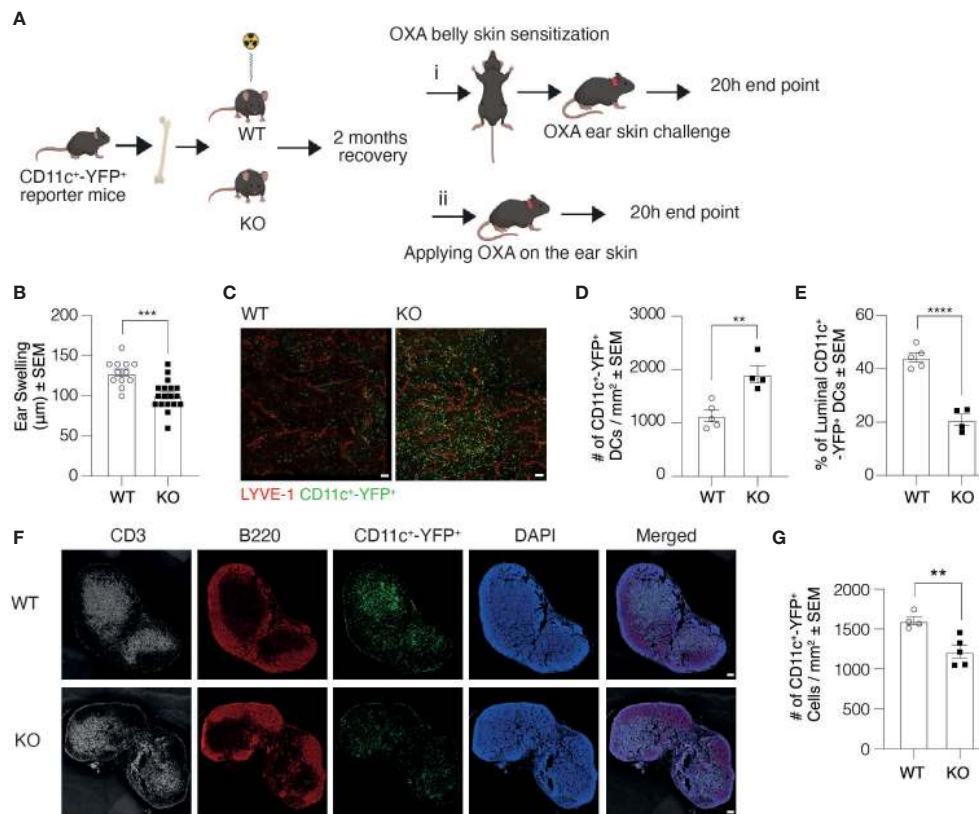 A
OXA belly skin sensitization
i
20h end point
WT
OXA ear skin challenge
2 months
recovery
CD11c⁺-YFP⁺
reporter mice
KO
ii
20h end point
Applying OXA on the ear skin
B
Ear Swelling
(µm) ± SEM
200
150
100
50
0
***
WT KO
C
WT KO
LYVE-1 CD11c⁺-YFP⁺
D
# of CD11c⁺-YFP⁺
DCs / mm² ± SEM
3000
2000
1000
0
**
WT KO
E
% of Luminal CD11c⁺
-YFP⁺ DCs ± SEM
60
40
20
0
****
WT KO
F
CD3 B220 CD11c⁺-YFP⁺ DAPI Merged
WT
KO
G
# of CD11c⁺-YFP⁺
Cells / mm² ± SEM
2000
1500
1000
500
0
**
WT KO